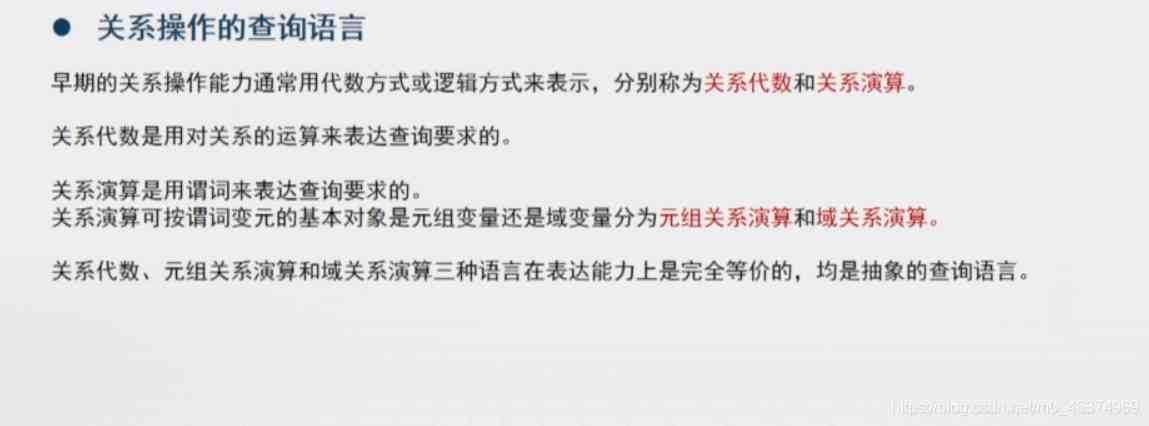 ● 关系操作的查询语言
早期的关系操作能力通常用代数方式或逻辑方式来表示，分别称为关系代数和关系演算。
关系代数是用对关系的运算来表达查询要求的。
关系演算是用谓词来表达查询要求的。
关系演算可按谓词变元的基本对象是元组变量还是域变量分为元组关系演算和域关系演算。
关系代数、元组关系演算和域关系演算三种语言在表达能力上是完全等价的，均是抽象的查询语言。